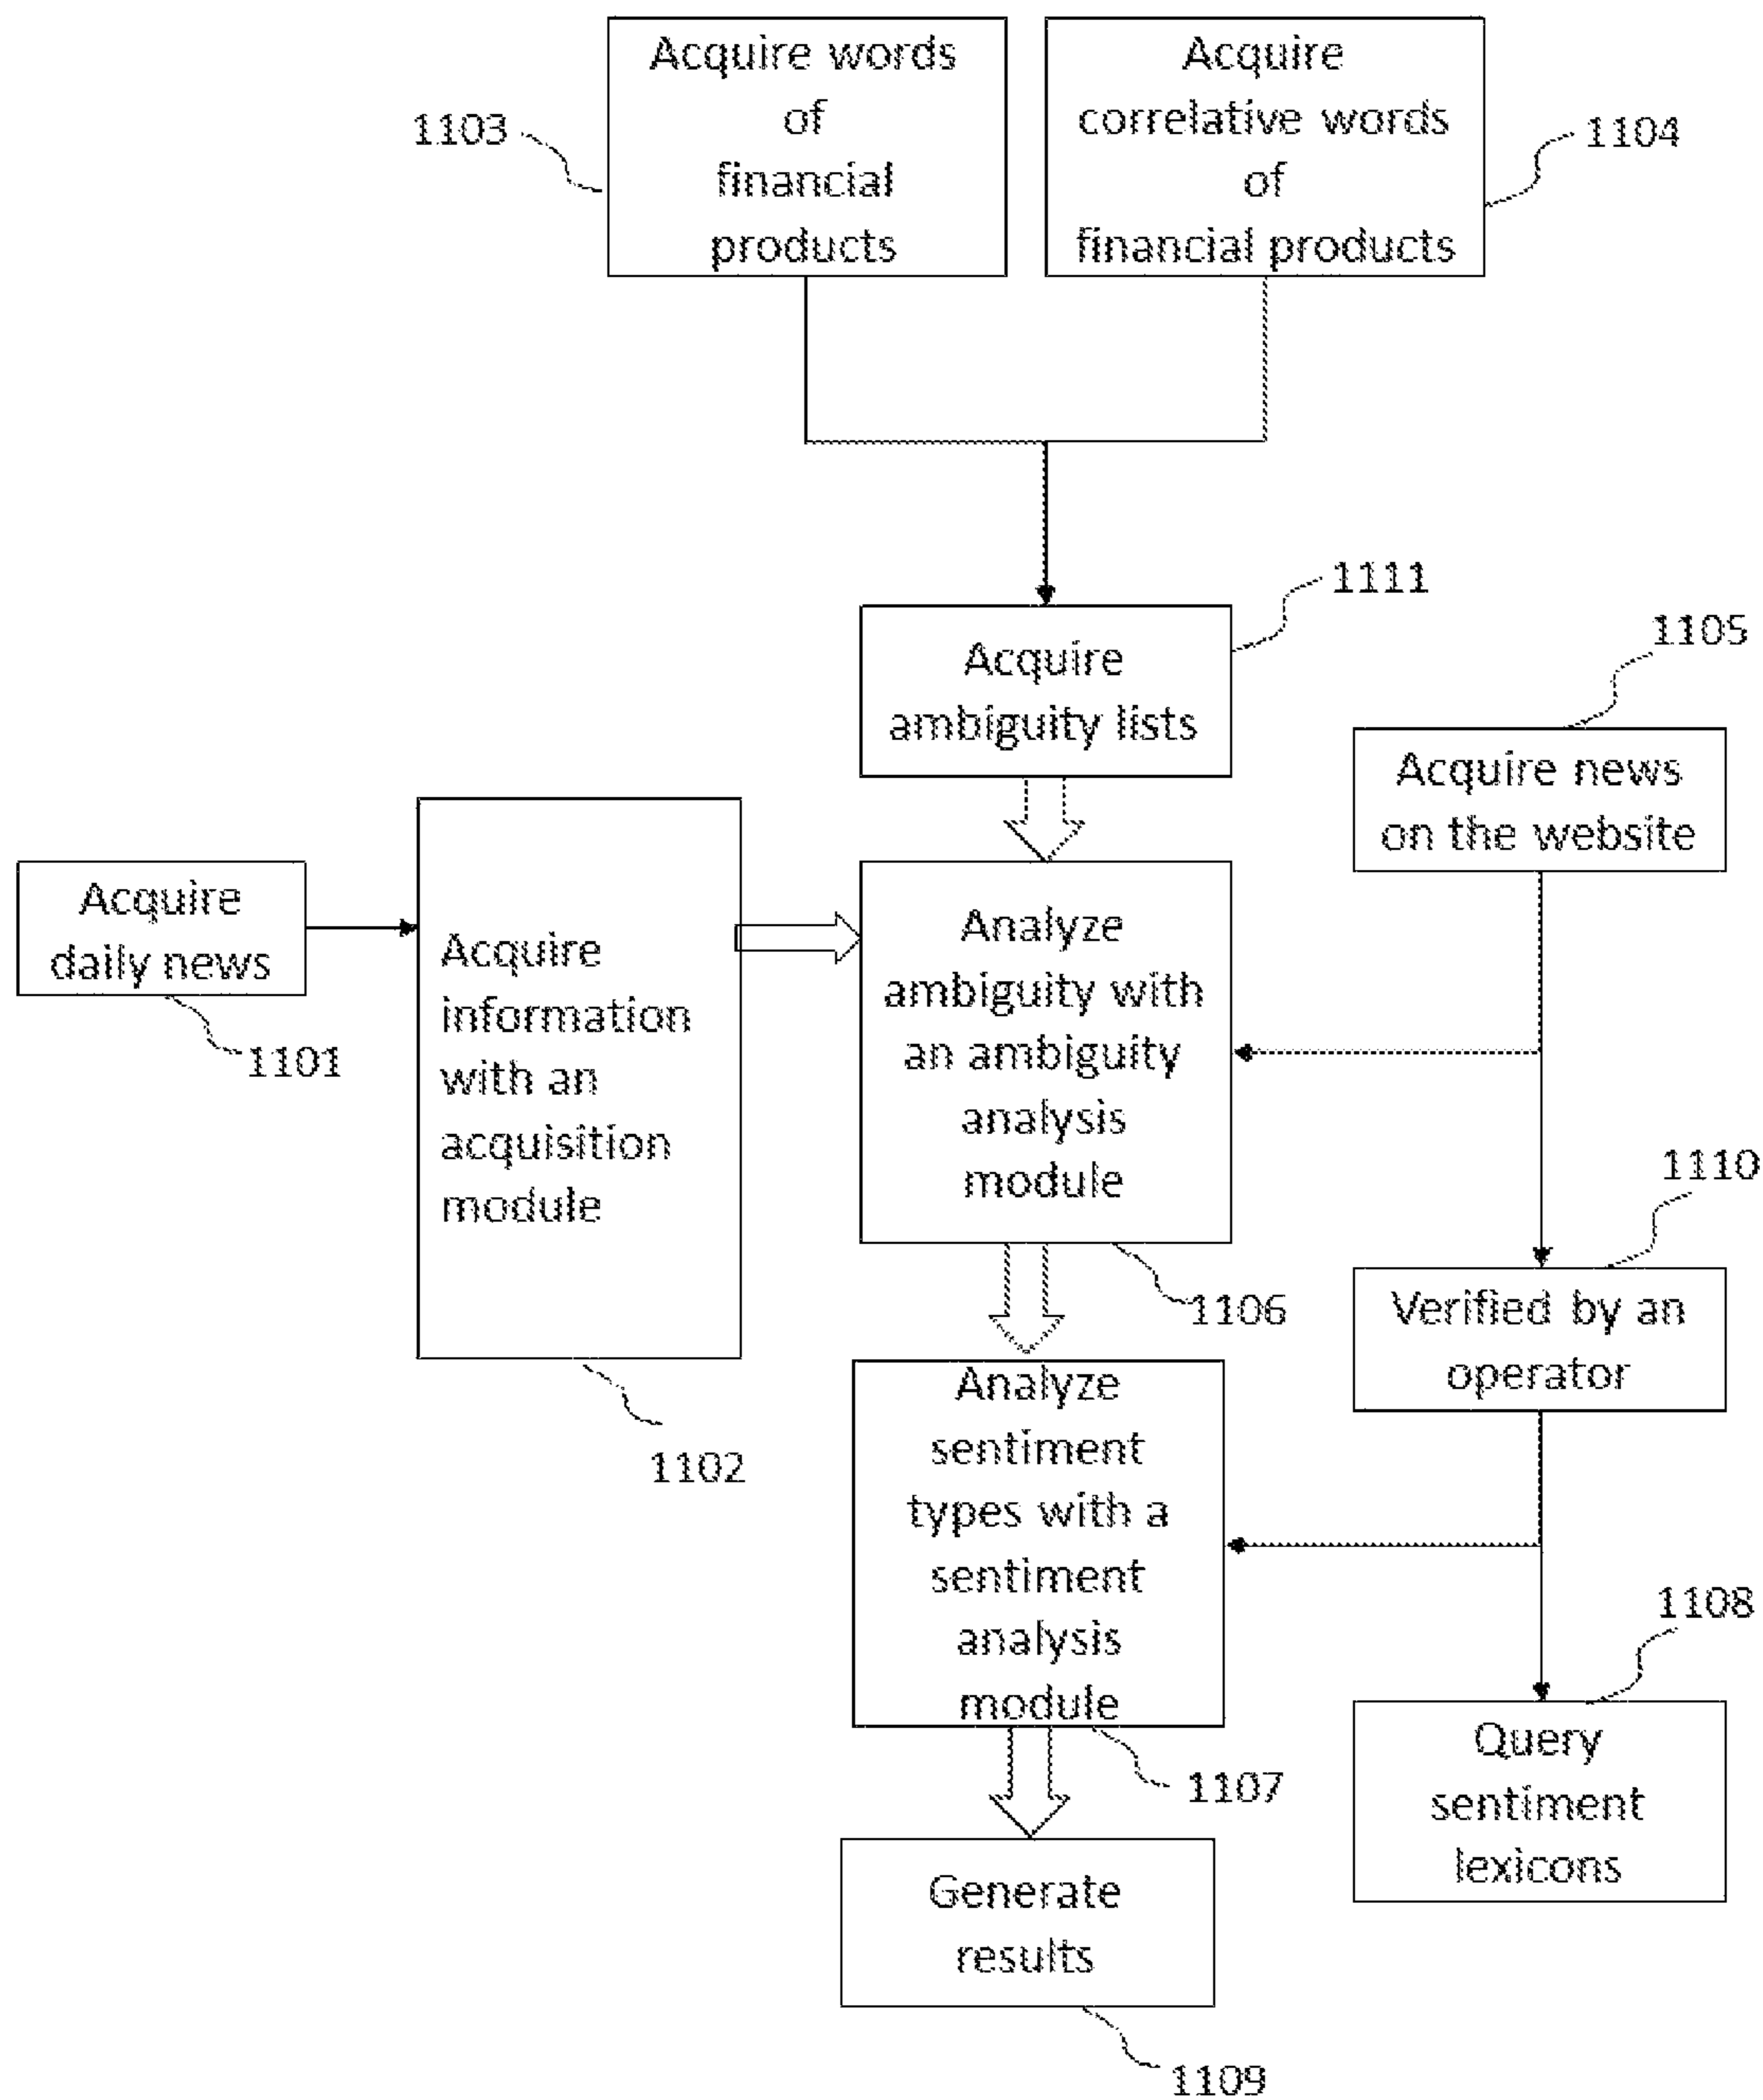 Acquire words
of
financial
products
1103
Acquire
correlative words
of
financial products
1104
1111
Acquire
ambiguity lists
1105
Acquire news
on the website
Acquire
daily news
1101
Acquire
information
with an
acquisition
module
1102
Analyze
ambiguity with
an ambiguity
analysis
module
1106
1110
Verified by an
operator
Analyze
sentiment
types with a
sentiment
analysis
module
1107
1108
Query
sentiment
lexicons
Generate
results
1109